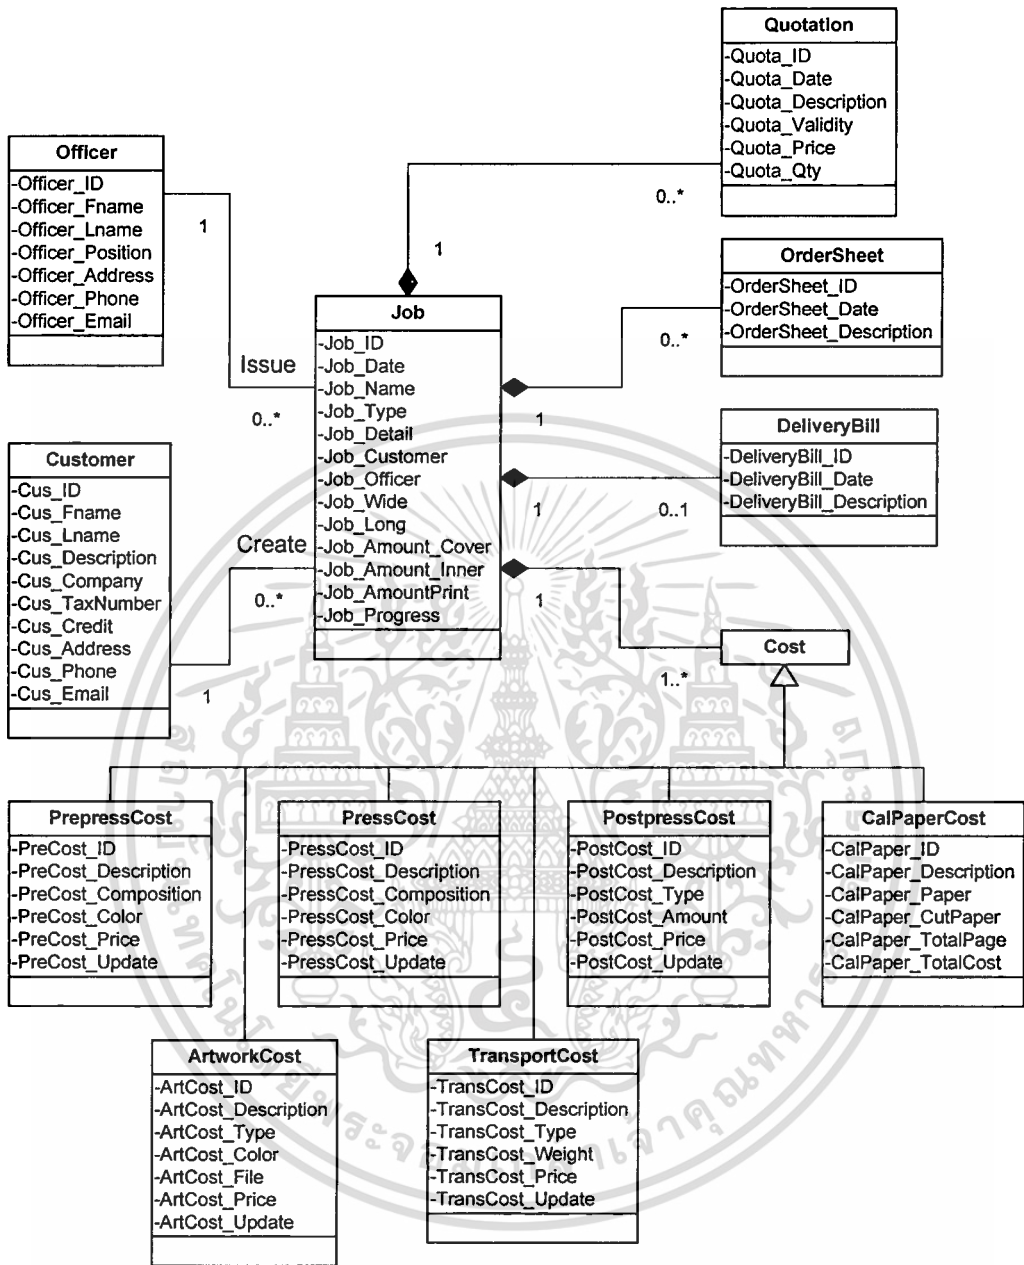 Quotation
-Quota_ID
-Quota_Date
-Quota_Description
-Quota_Validity
-Quota_Price
-Quota_Qty
0..*
1
Officer
-Officer_ID
-Officer_Fname
-Officer_Lname
-Officer_Position
-Officer_Address
-Officer_Phone
-Officer_Email
1
Issue
0..*
OrderSheet
-OrderSheet_ID
-OrderSheet_Date
-OrderSheet_Description
0..*
1
Job
-Job_ID
-Job_Date
-Job_Name
-Job_Type
-Job_Detail
-Job_Customer
-Job_Officer
-Job_Wide
-Job_Long
-Job_Amount_Cover
-Job_Amount_Inner
-Job_AmountPrint
-Job_Progress
DeliveryBill
-DeliveryBill_ID
-DeliveryBill_Date
-DeliveryBill_Description
1
0..1
Customer
-Cus_ID
-Cus_Fname
-Cus_Lname
-Cus_Description
-Cus_Company
-Cus_TaxNumber
-Cus_Credit
-Cus_Address
-Cus_Phone
-Cus_Email
Create
0..*
1
1
Cost
1..*
PrepressCost
-PreCost_ID
-PreCost_Description
-PreCost_Composition
-PreCost_Color
-PreCost_Price
-PreCost_Update
PressCost
-PressCost_ID
-PressCost_Description
-PressCost_Composition
-PressCost_Color
-PressCost_Price
-PressCost_Update
PostpressCost
-PostCost_ID
-PostCost_Description
-PostCost_Type
-PostCost_Amount
-PostCost_Price
-PostCost_Update
CalPaperCost
-CalPaper_ID
-CalPaper_Description
-CalPaper_Paper
-CalPaper_CutPaper
-CalPaper_TotalPage
-CalPaper_TotalCost
ArtworkCost
-ArtCost_ID
-ArtCost_Description
-ArtCost_Type
-ArtCost_Color
-ArtCost_File
-ArtCost_Price
-ArtCost_Update
TransportCost
-TransCost_ID
-TransCost_Description
-TransCost_Type
-TransCost_Weight
-TransCost_Price
-TransCost_Update